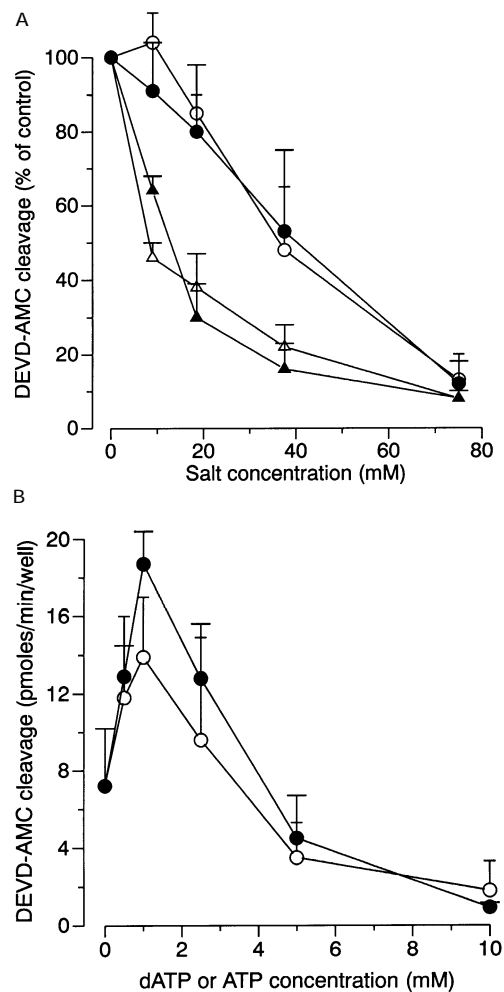 A
DEVD-AMC cleavage (% of control)
100
80
60
40
20
0
0 20 40 60 80
Salt concentration (mM)
B
DEVD-AMC cleavage (pmoles/min/well)
20
16
12
8
4
0
0 2 4 6 8 10
dATP or ATP concentration (mM)